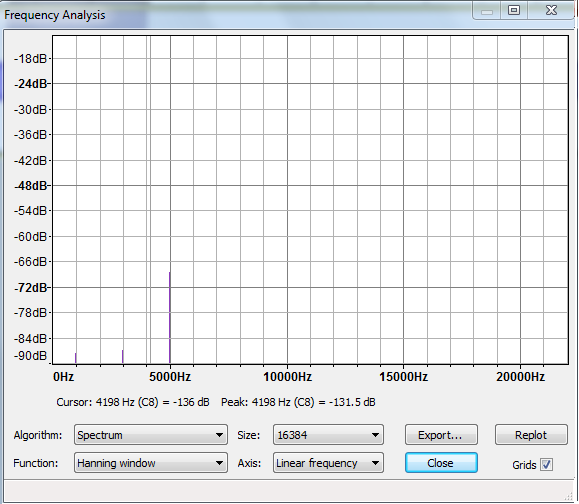 Frequency Analysis
-18dB
-24dB
-30dB
-36dB
-42dB
-48dB
-54dB
-60dB
-66dB
-72dB
-78dB
-84dB
-90dB
0Hz 5000Hz 10000Hz 15000Hz 20000Hz
Cursor: 4198 Hz (C8) = -136 dB Peak: 4198 Hz (C8) = -131.5 dB
Algorithm: Spectrum Size: 16384 Export... Replot
Function: Hanning window Axis: Linear frequency Close Grids